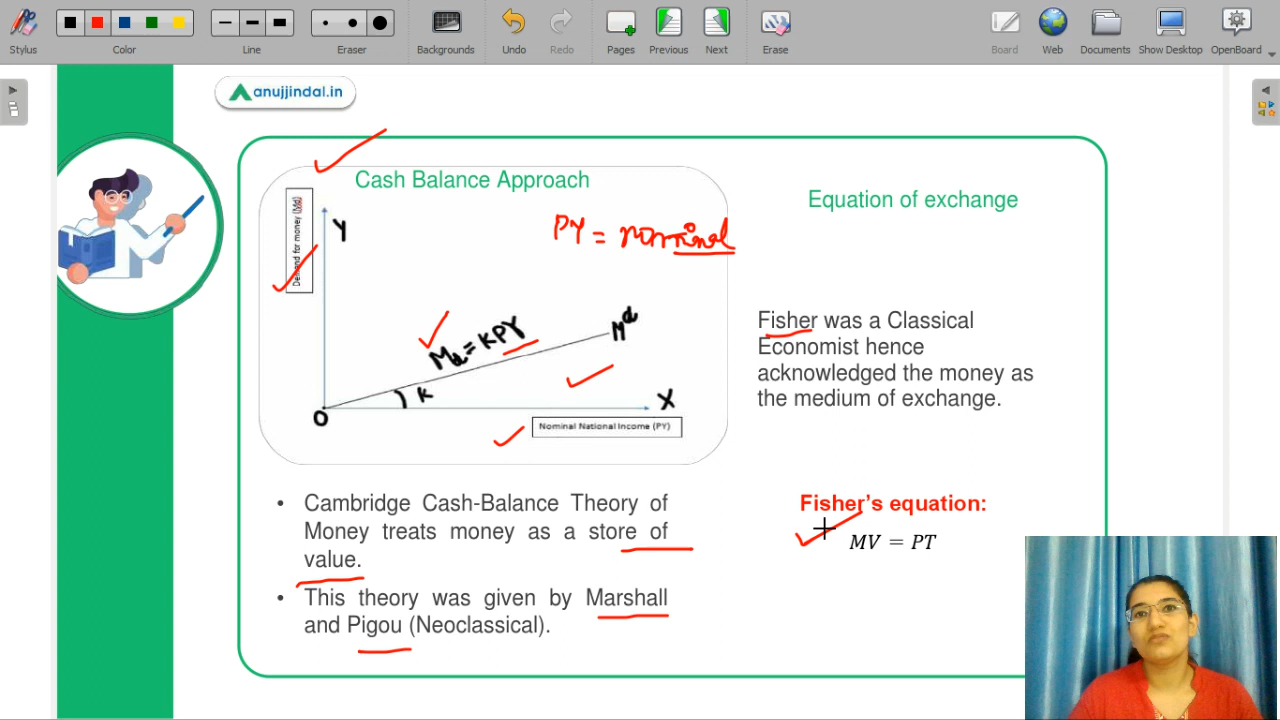 Stylus
Color
Line
Eraser
Backgrounds
Undo
Redo
Pages
Previous
Next
Erase
Board
Web
Documents
Show Desktop
OpenBoard
anujjindal.in
Cash Balance Approach
Demand for money (Md)
Y
PY = nominal
Md = KPY
Md
K
O
X
Nominal National Income (PY)
• Cambridge Cash-Balance Theory of
Money treats money as a store of
value.
• This theory was given by Marshall
and Pigou (Neoclassical).
Equation of exchange
Fisher was a Classical
Economist hence
acknowledged the money as
the medium of exchange.
Fisher's equation:
MV = PT